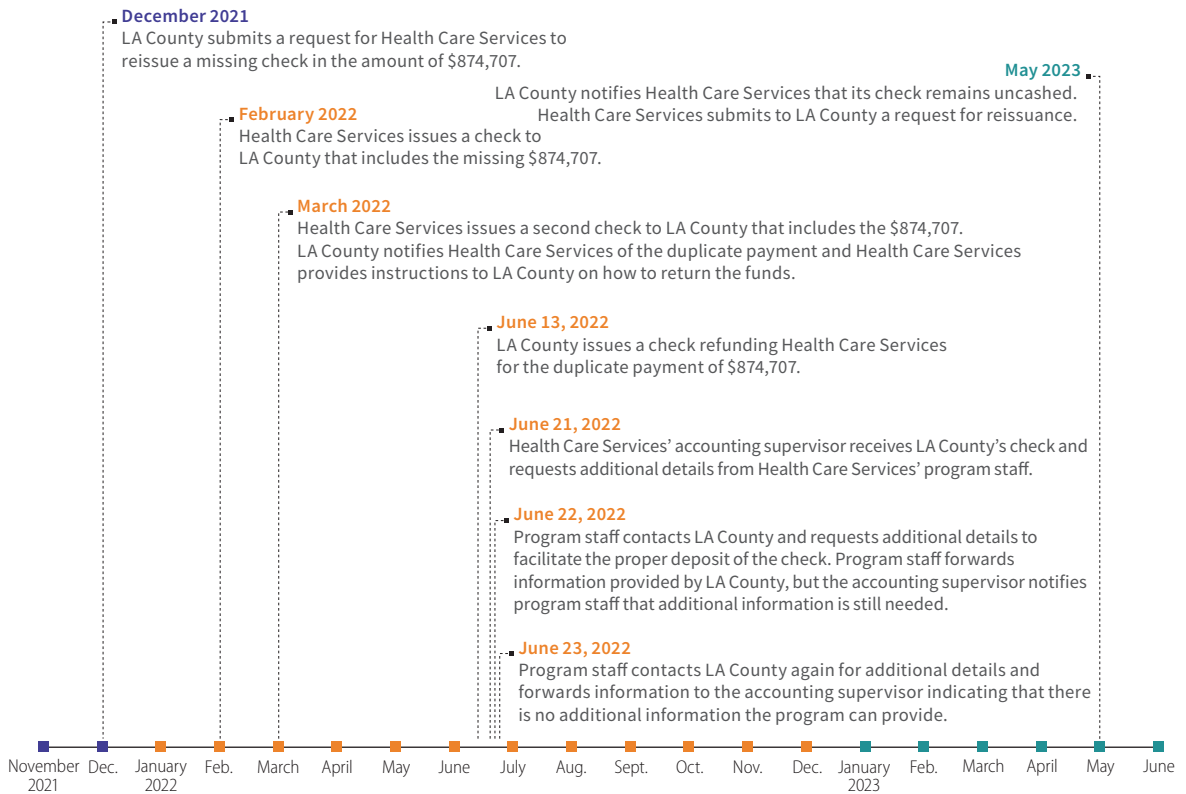 December 2021
LA County submits a request for Health Care Services to
reissue a missing check in the amount of $874,707.
May 2023
LA County notifies Health Care Services that its check remains uncashed.
Health Care Services submits to LA County a request for reissuance.
February 2022
Health Care Services issues a check to
LA County that includes the missing $874,707.
March 2022
Health Care Services issues a second check to LA County that includes the $874,707.
LA County notifies Health Care Services of the duplicate payment and Health Care Services
provides instructions to LA County on how to return the funds.
June 13, 2022
LA County issues a check refunding Health Care Services
for the duplicate payment of $874,707.
June 21, 2022
Health Care Services’ accounting supervisor receives LA County’s check and
requests additional details from Health Care Services’ program staff.
June 22, 2022
Program staff contacts LA County and requests additional details to
facilitate the proper deposit of the check. Program staff forwards
information provided by LA County, but the accounting supervisor notifies
program staff that additional information is still needed.
June 23, 2022
Program staff contacts LA County again for additional details and
forwards information to the accounting supervisor indicating that there
is no additional information the program can provide.
November Dec. January Feb. March April May June July Aug. Sept. Oct. Nov. Dec. January Feb. March April May June
2021 2022 2023